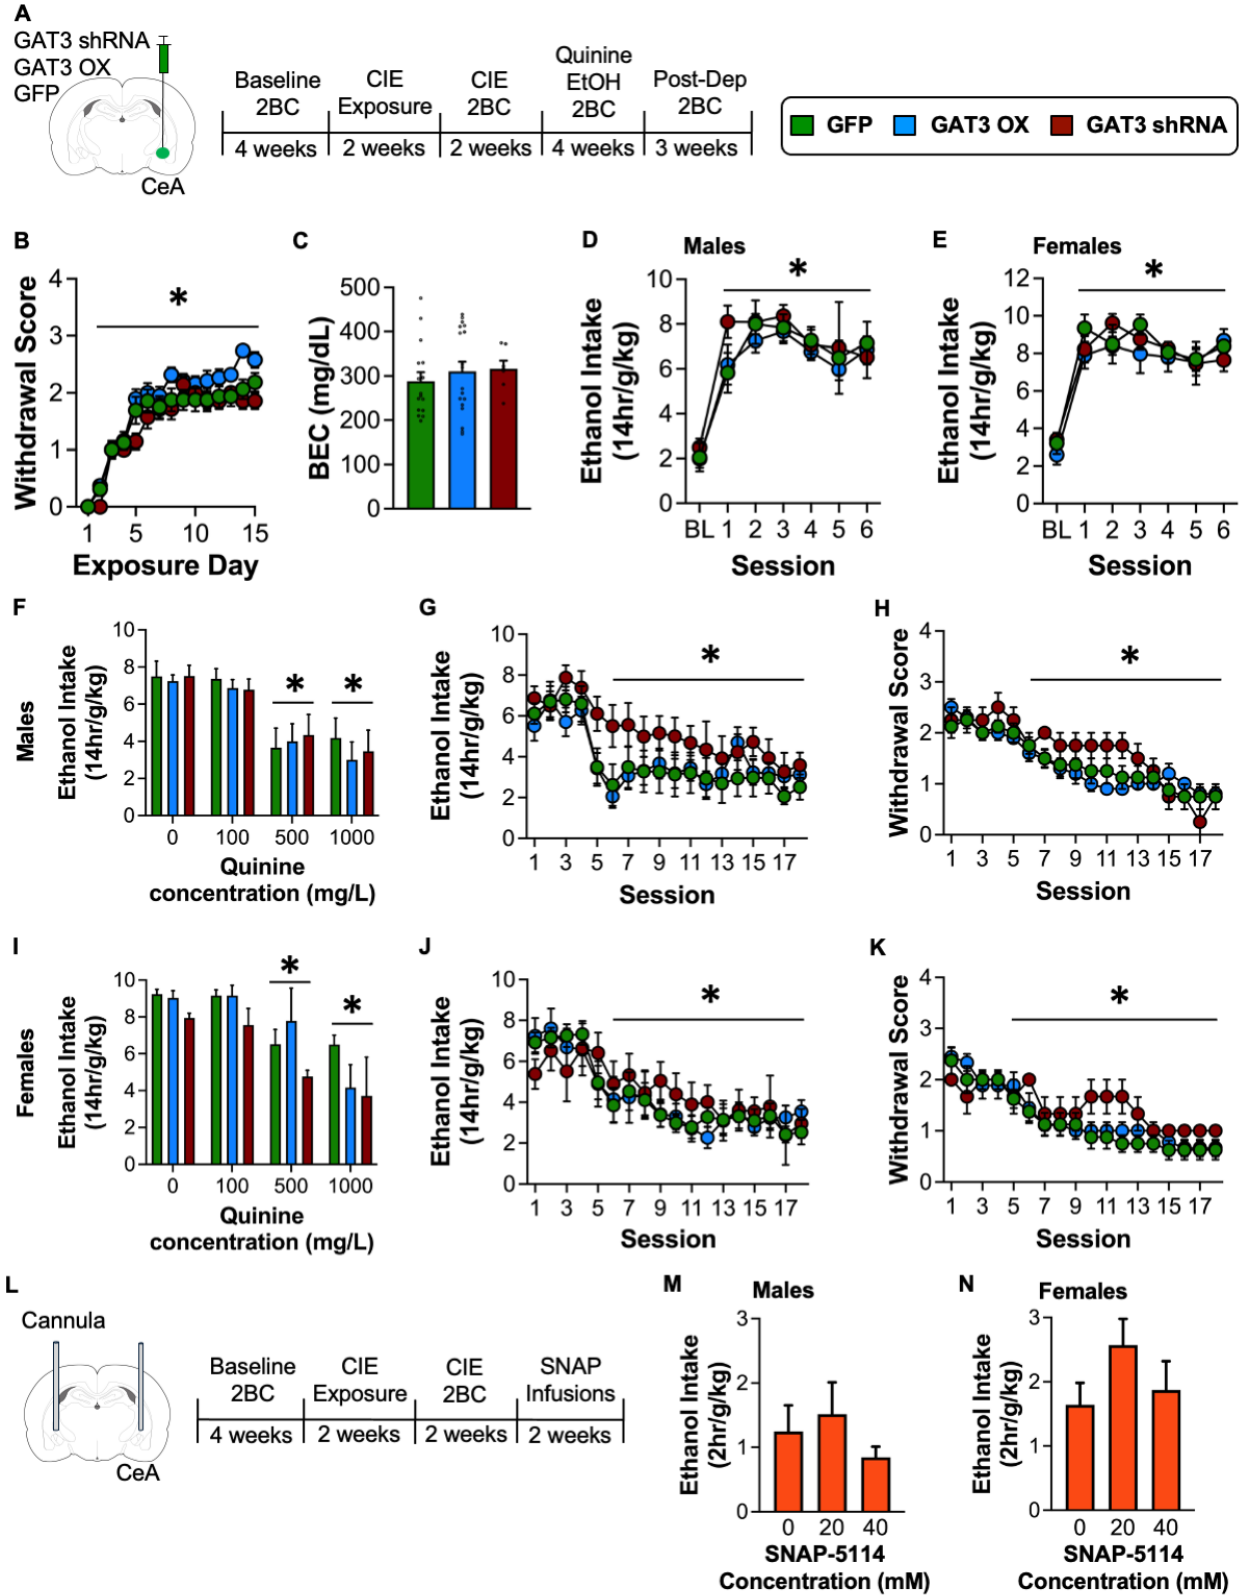 A
GAT3 shRNA
GAT3 OX
GFP
CeA
Baseline
2BC
CIE
Exposure
CIE
2BC
Quinine
EtOH
2BC
Post-Dep
2BC
4 weeks
2 weeks
2 weeks
4 weeks
3 weeks
GFP
GAT3 OX
GAT3 shRNA
B
Withdrawal Score
4
3
2
1
0
*
1
5
10
15
Exposure Day
C
BEC (mg/dL)
500
400
300
200
100
0
D
Males
Ethanol Intake
(14hr/g/kg)
10
8
6
4
2
0
*
BL 1 2 3 4 5 6
Session
E
Females
Ethanol Intake
(14hr/g/kg)
12
10
8
6
4
2
0
*
BL 1 2 3 4 5 6
Session
F
Males
Ethanol Intake
(14hr/g/kg)
10
8
6
4
2
0
*
*
0 100 500 1000
Quinine
concentration (mg/L)
G
Ethanol Intake
(14hr/g/kg)
10
8
6
4
2
0
*
1 3 5 7 9 11 13 15 17
Session
H
Withdrawal Score
4
3
2
1
0
*
1 3 5 7 9 11 13 15 17
Session
I
Females
Ethanol Intake
(14hr/g/kg)
10
8
6
4
2
0
*
*
0 100 500 1000
Quinine
concentration (mg/L)
J
Ethanol Intake
(14hr/g/kg)
10
8
6
4
2
0
*
1 3 5 7 9 11 13 15 17
Session
K
Withdrawal Score
4
3
2
1
0
*
1 3 5 7 9 11 13 15 17
Session
L
Cannula
CeA
Baseline
2BC
CIE
Exposure
CIE
2BC
SNAP
Infusions
4 weeks
2 weeks
2 weeks
2 weeks
M
Males
Ethanol Intake
(2hr/g/kg)
3
2
1
0
0 20 40
SNAP-5114
Concentration (mM)
N
Females
Ethanol Intake
(2hr/g/kg)
3
2
1
0
0 20 40
SNAP-5114
Concentration (mM)